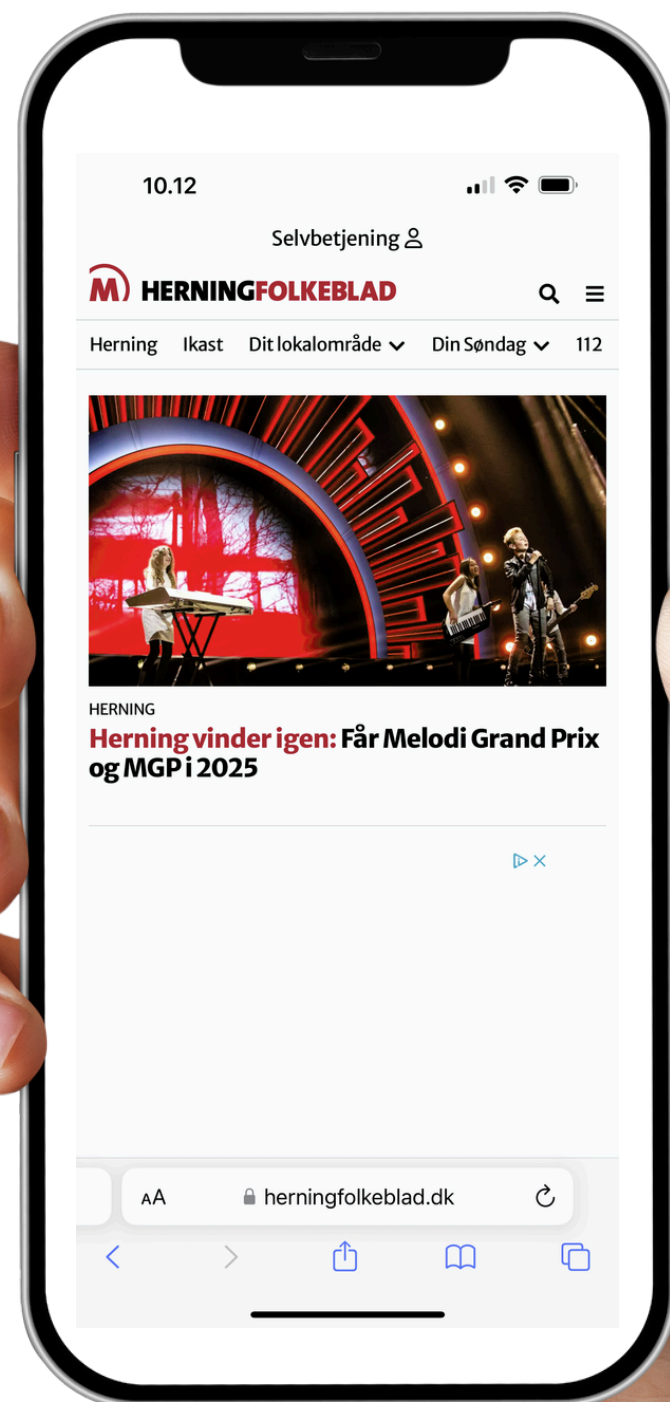 10.12
Selvbetjening
M HERNINGFOLKEBLAD
Herning Ikast Dit lokalområde Din Søndag 112
HERNING
Herning vinder igen: Får Melodi Grand Prix
og MGP i 2025
AA herningfolkeblad.dk